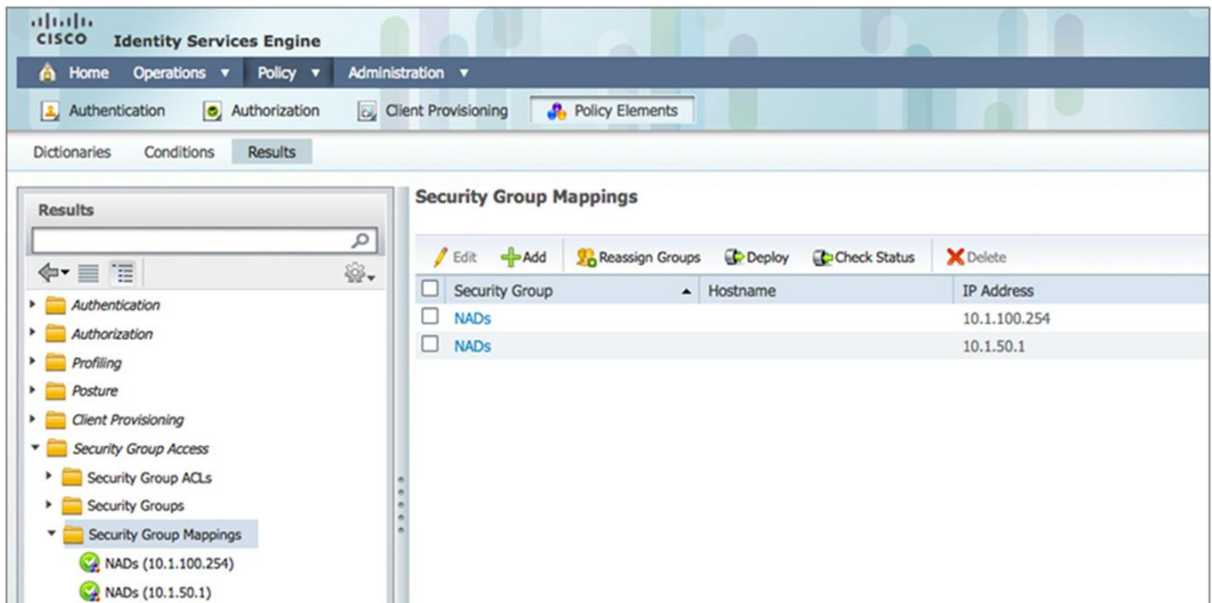 CISCO Identity Services Engine
Home Operations Policy Administration
Authentication Authorization Client Provisioning Policy Elements
Dictionaries Conditions Results
Results
Authentication
Authorization
Profiling
Posture
Client Provisioning
Security Group Access
Security Group ACLs
Security Groups
Security Group Mappings
NADs (10.1.100.254)
NADs (10.1.50.1)
Security Group Mappings
Edit Add Reassign Groups Deploy Check Status Delete
Security Group Hostname IP Address
NADs 10.1.100.254
NADs 10.1.50.1